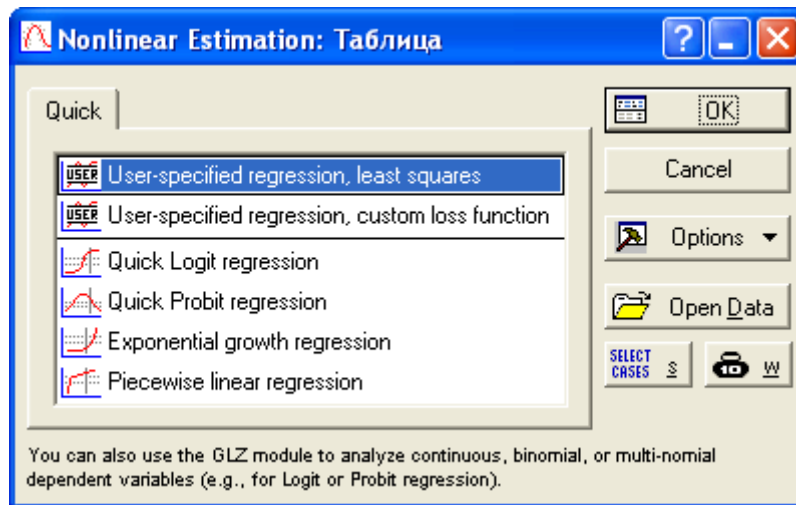 Nonlinear Estimation: Таблица
Quick
OK
USER User-specified regression, least squares
Cancel
USER User-specified regression, custom loss function
Options
Quick Logit regression
Quick Probit regression
Open Data
Exponential growth regression
SELECT CASES S
W
Piecewise linear regression
You can also use the GLZ module to analyze continuous, binomial, or multi-nomial
dependent variables (e.g., for Logit or Probit regression).